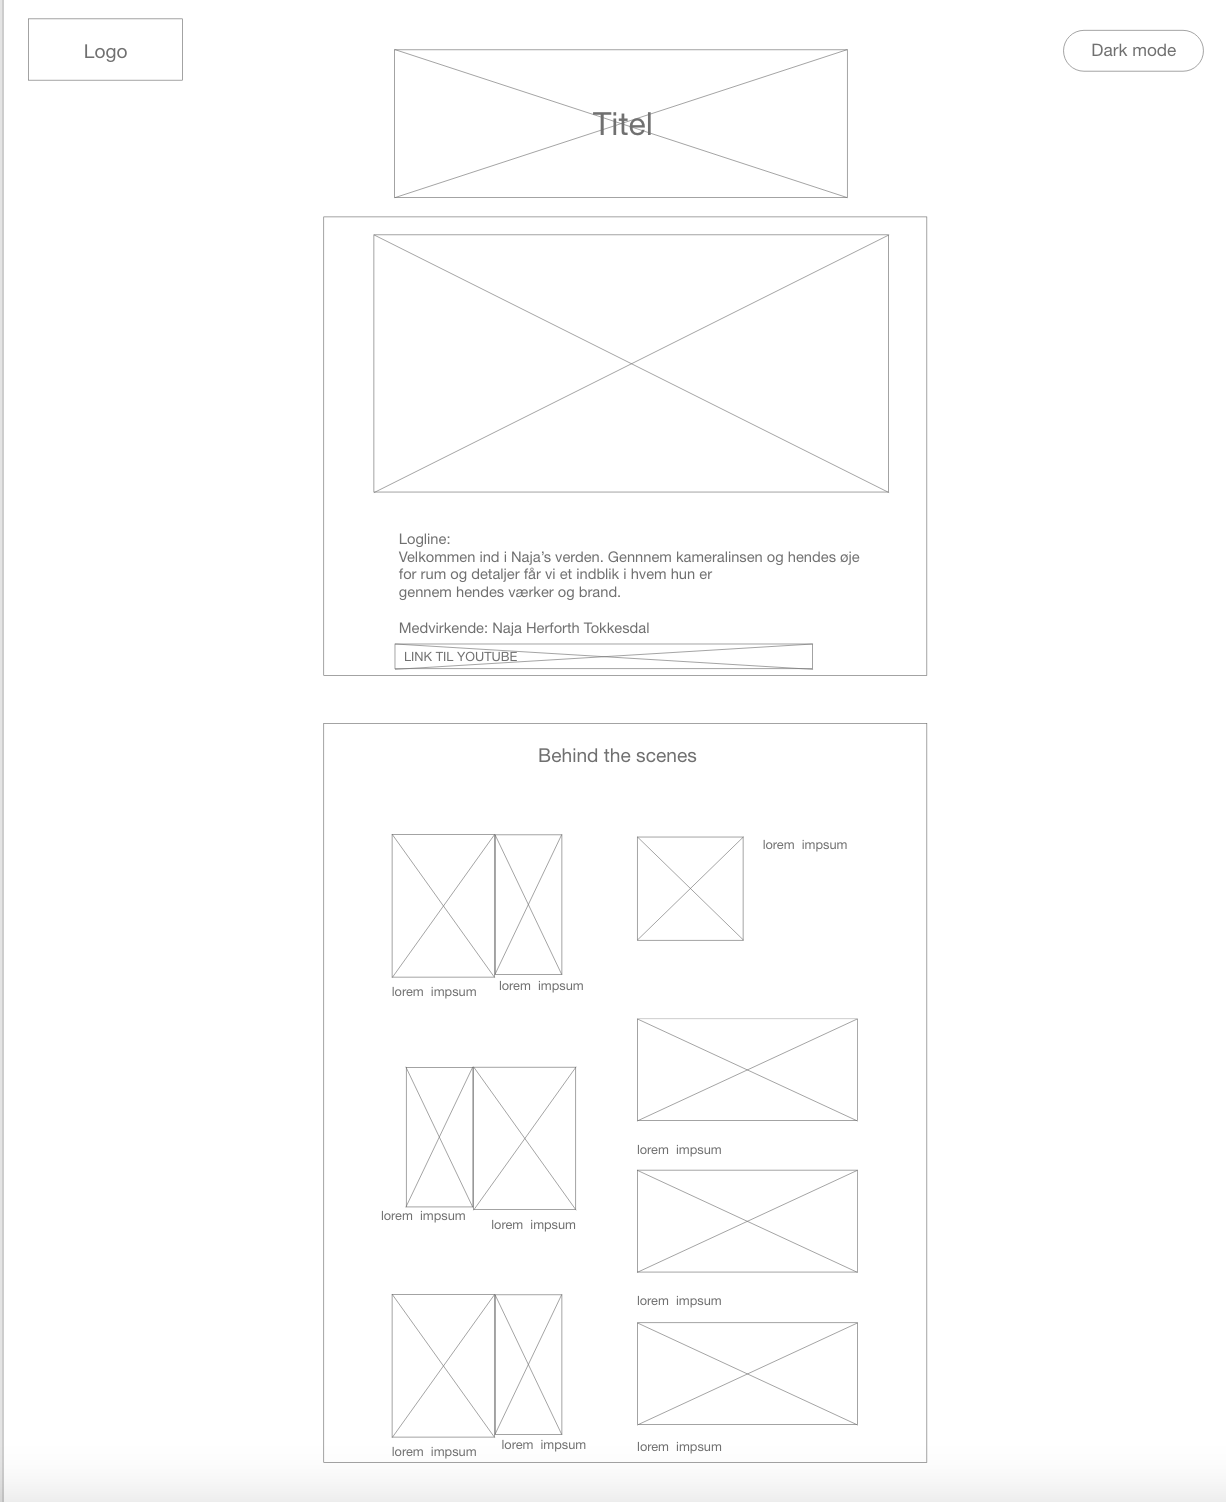 Logo
Dark mode
Titel
Logline:
Velkommen ind i Naja's verden. Gennnem kameralinsen og hendes øje
for rum og detaljer får vi et indblik i hvem hun er
gennem hendes værker og brand.
Medvirkende: Naja Herforth Tokkesdal
LINK TIL YOUTUBE
Behind the scenes
lorem impsum
lorem impsum
lorem impsum
lorem impsum
lorem impsum
lorem impsum
lorem impsum
lorem impsum
lorem impsum
lorem impsum